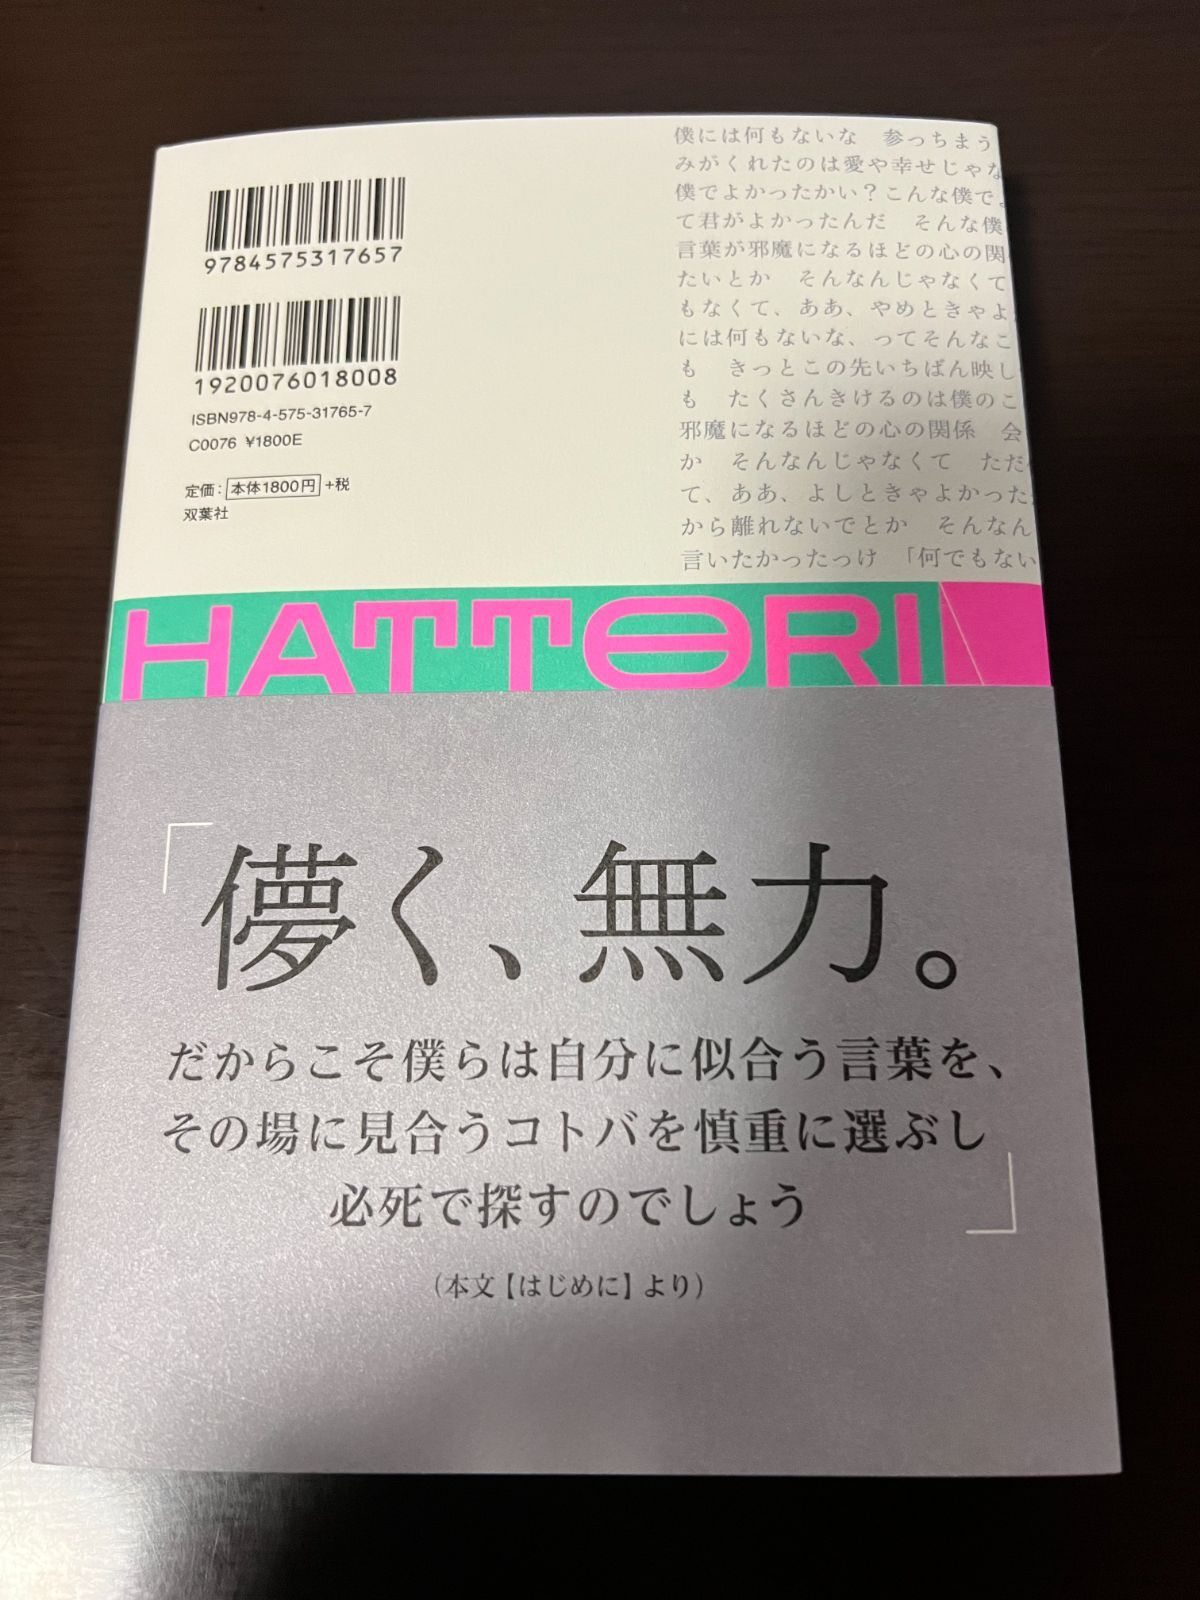 9784575317657
1920076018008
ISBN978-4-575-31765-7
C0076 ¥1800E
定価：本体1800円+税
双葉社
僕には何もないな　参っちまう
みがくれたのは愛や幸せじゃな
僕でよかったかい？こんな僕で
て君がよかったんだ　そんな僕
言葉が邪魔になるほどの心の関
たいとか　そんなんじゃなくて
もなくて、ああ、やめときゃよ
には何もないな、ってそんなこ
も　きっとこの先いちばん映し
も　たくさんきけるのは僕のこ
邪魔になるほどの心の関係　会
か　そんなんじゃなくて　ただ
て、ああ、よしときゃよかった
から離れないでとか　そんなん
言いたかったっけ　「何でもない
HATTORI
「儚く、無力。
だからこそ僕らは自分に似合う言葉を、
その場に見合うコトバを慎重に選ぶし
必死で探すのでしょう」
（本文【はじめに】より）